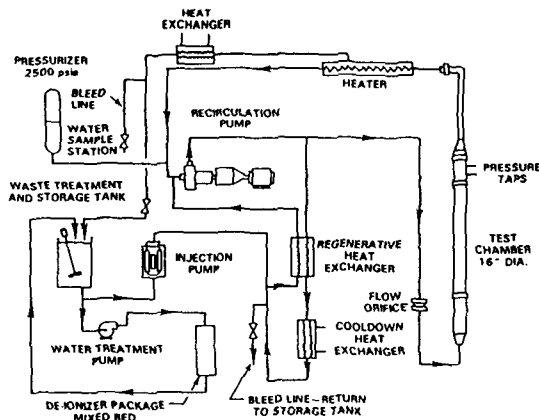 HEAT
EXCHANGER
PRESSURIZER
2500 psia
BLEED
LINE
HEATER
RECIRCULATION
PUMP
WATER
SAMPLE
STATION
PRESSURE
TAPS
WASTE TREATMENT
AND STORAGE TANK
TEST
CHAMBER
16" DIA.
REGENERATIVE
HEAT
EXCHANGER
INJECTION
PUMP
FLOW
ORIFICE
COOLDOWN
HEAT
EXCHANGER
WATER TREATMENT
PUMP
DE-IONIZER PACKAGE
MIXED BED
BLEED LINE-RETURN
TO STORAGE TANK